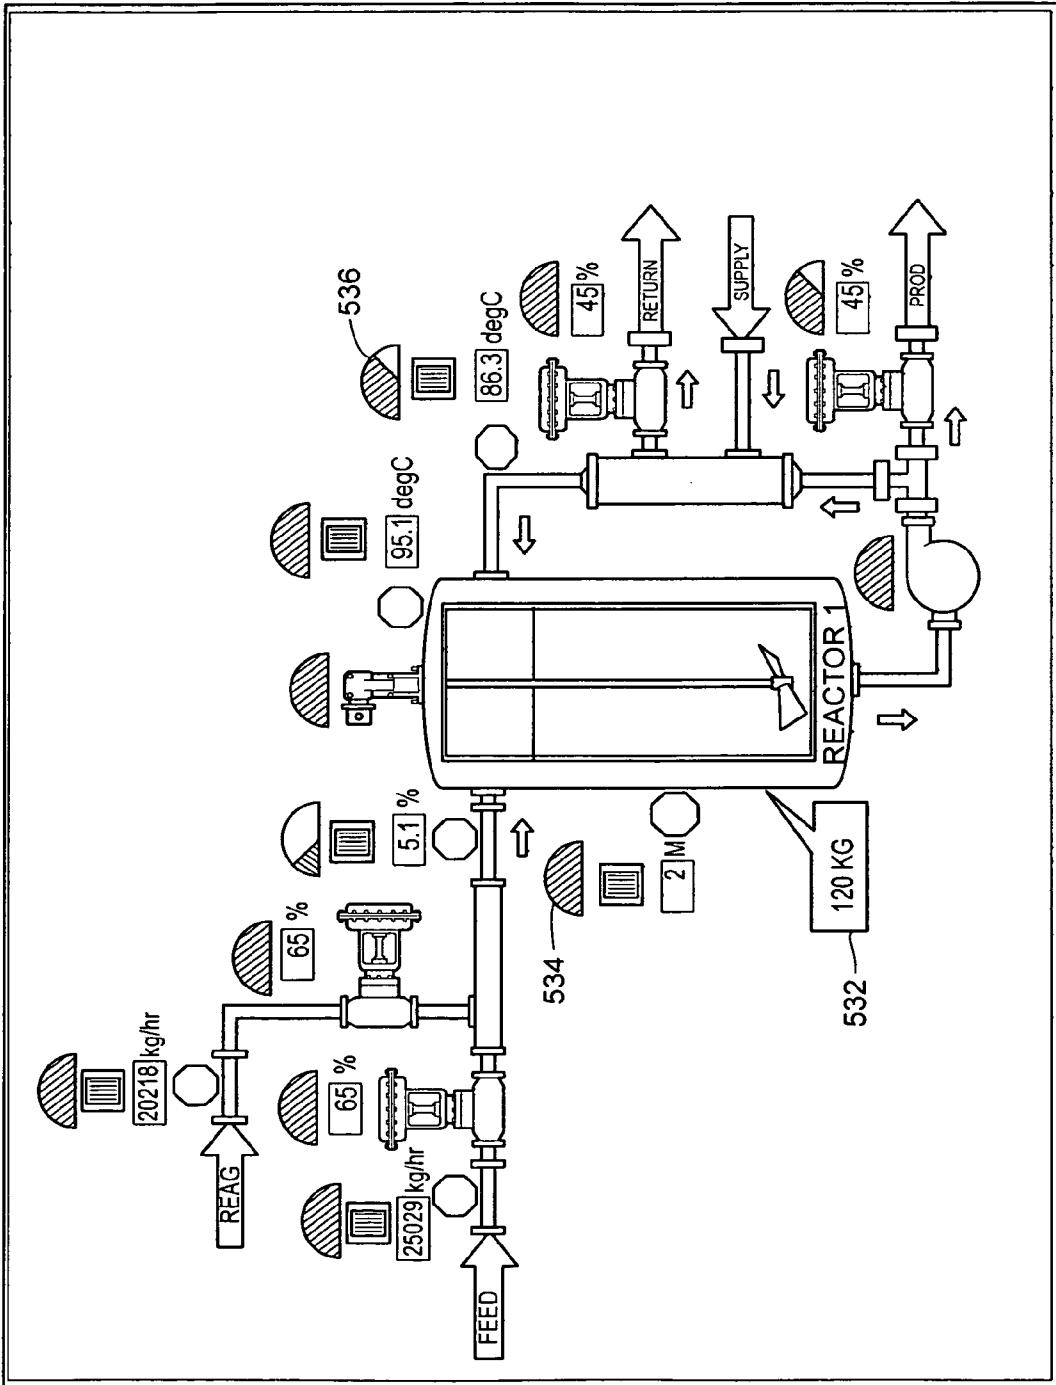 REAG
20218 kg/hr
FEED
25029 kg/hr
65 %
65 %
5.1 %
95.1 degC
86.3 degC
536
45 %
RETURN
SUPPLY
45 %
PROD
2 M
534
REACTOR 1
120 KG
532